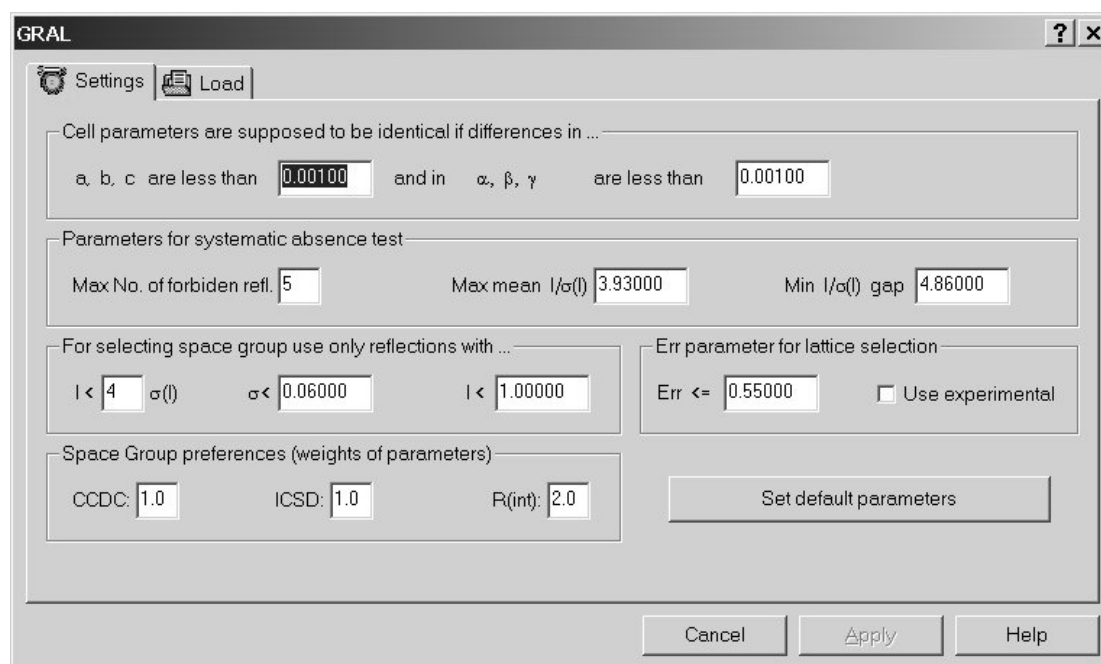 GRAL
Settings Load
Cell parameters are supposed to be identical if differences in ...
a, b, c are less than 0.00100 and in α, β, γ are less than 0.00100
Parameters for systematic absence test
Max No. of forbiden refl. 5 Max mean I/σ(I) 3.93000 Min I/σ(I) gap 4.86000
For selecting space group use only reflections with ... Err parameter for lattice selection
I < 4 σ(I) σ< 0.06000 I < 1.00000 Err <= 0.55000 Use experimental
Space Group preferences (weights of parameters)
CCDC: 1.0 ICSD: 1.0 R(int): 2.0 Set default parameters
Cancel Apply Help